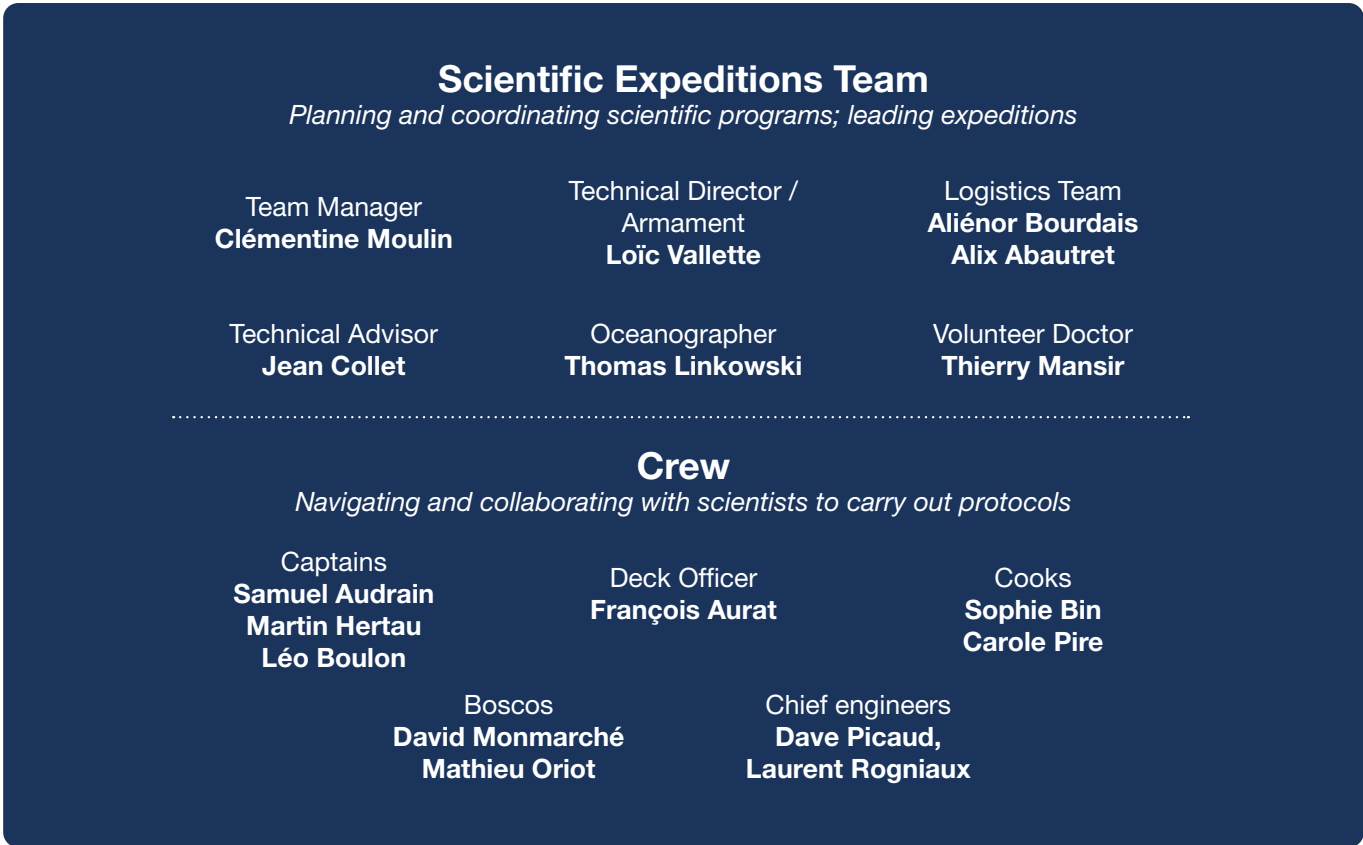 Scientific Expeditions Team
Planning and coordinating scientific programs; leading expeditions
Team Manager
Clémentine Moulin
Technical Director /
Armament
Loïc Vallette
Logistics Team
Aliénor Bourdais
Alix Abautret
Technical Advisor
Jean Collet
Oceanographer
Thomas Linkowski
Volunteer Doctor
Thierry Mansir
Crew
Navigating and collaborating with scientists to carry out protocols
Captains
Samuel Audrain
Martin Hertau
Léo Boulon
Deck Officer
François Aurat
Cooks
Sophie Bin
Carole Pire
Boscos
David Monmarché
Mathieu Oriot
Chief engineers
Dave Picaud,
Laurent Rogniaux